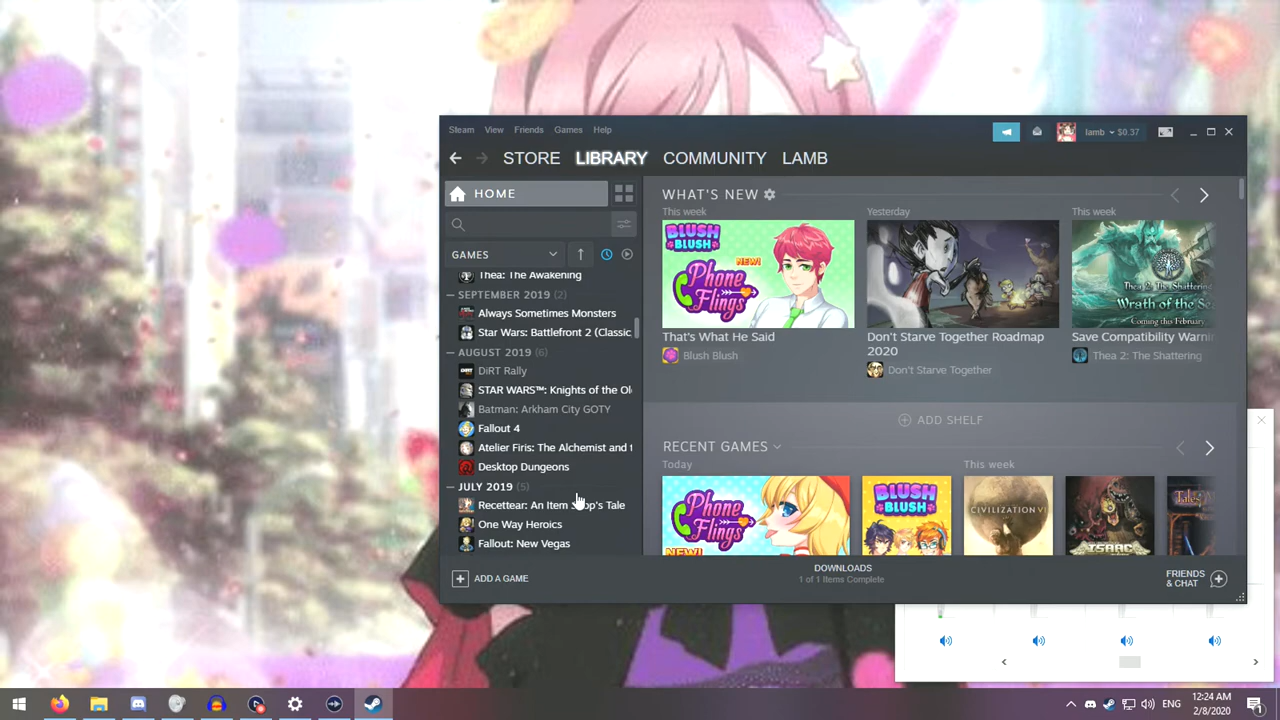 Steam View Friends Games Help
lamb $0.37
STORE LIBRARY COMMUNITY LAMB
HOME
GAMES
Thea: The Awakening
SEPTEMBER 2019 (2)
Always Sometimes Monsters
Star Wars: Battlefront 2 (Classic
AUGUST 2019 (6)
DiRT Rally
STAR WARS™: Knights of the Ol
Batman: Arkham City GOTY
Fallout 4
Atelier Firis: The Alchemist and t
Desktop Dungeons
JULY 2019 (5)
Recettear: An Item Shop's Tale
One Way Heroics
Fallout: New Vegas
ADD A GAME
WHAT'S NEW
This week
BLUSH
BLUSH
NEW!
Phone
Flings
That's What He Said
Blush Blush
Yesterday
Don't Starve Together Roadmap
2020
Don't Starve Together
This week
Thea 2: The Shattering
Wrath of the Se
Coming this February
Save Compatibility Warnin
Thea 2: The Shattering
ADD SHELF
RECENT GAMES
Today
Phone
Flings
NEW!
BLUSH
BLUSH
This week
CIVILIZATION VI
ISAAC
Tales
DOWNLOADS
1 of 1 Items Complete
FRIENDS
& CHAT
ENG
12:24 AM
2/8/2020
1